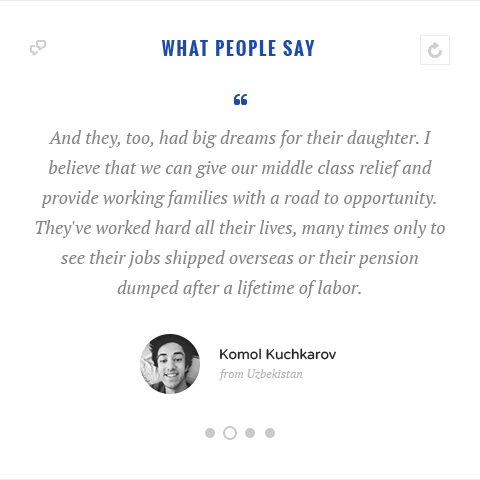 WHAT PEOPLE SAY
“
And they, too, had big dreams for their daughter. I
believe that we can give our middle class relief and
provide working families with a road to opportunity.
They've worked hard all their lives, many times only to
see their jobs shipped overseas or their pension
dumped after a lifetime of labor.
Komol Kuchkarov
from Uzbekistan